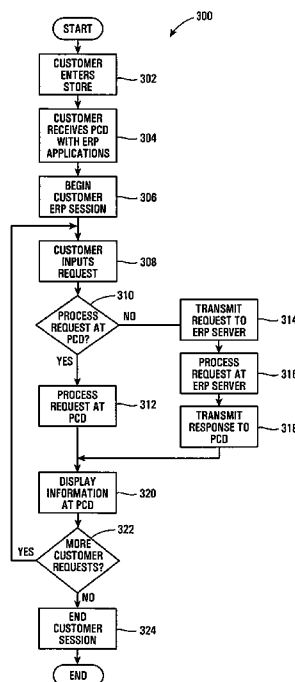 300
START
CUSTOMER
ENTERS
STORE
302
CUSTOMER
RECEIVES PCD
WITH ERP
APPLICATIONS
304
BEGIN
CUSTOMER
ERP SESSION
306
CUSTOMER
INPUTS
REQUEST
308
310
PROCESS
REQUEST AT
PCD?
NO
YES
TRANSMIT
REQUEST TO
ERP SERVER
314
PROCESS
REQUEST AT
ERP SERVER
316
TRANSMIT
RESPONSE TO
PCD
318
PROCESS
REQUEST AT
PCD
312
DISPLAY
INFORMATION
AT PCD
320
322
MORE
CUSTOMER
REQUESTS?
YES
NO
END
CUSTOMER
SESSION
324
END